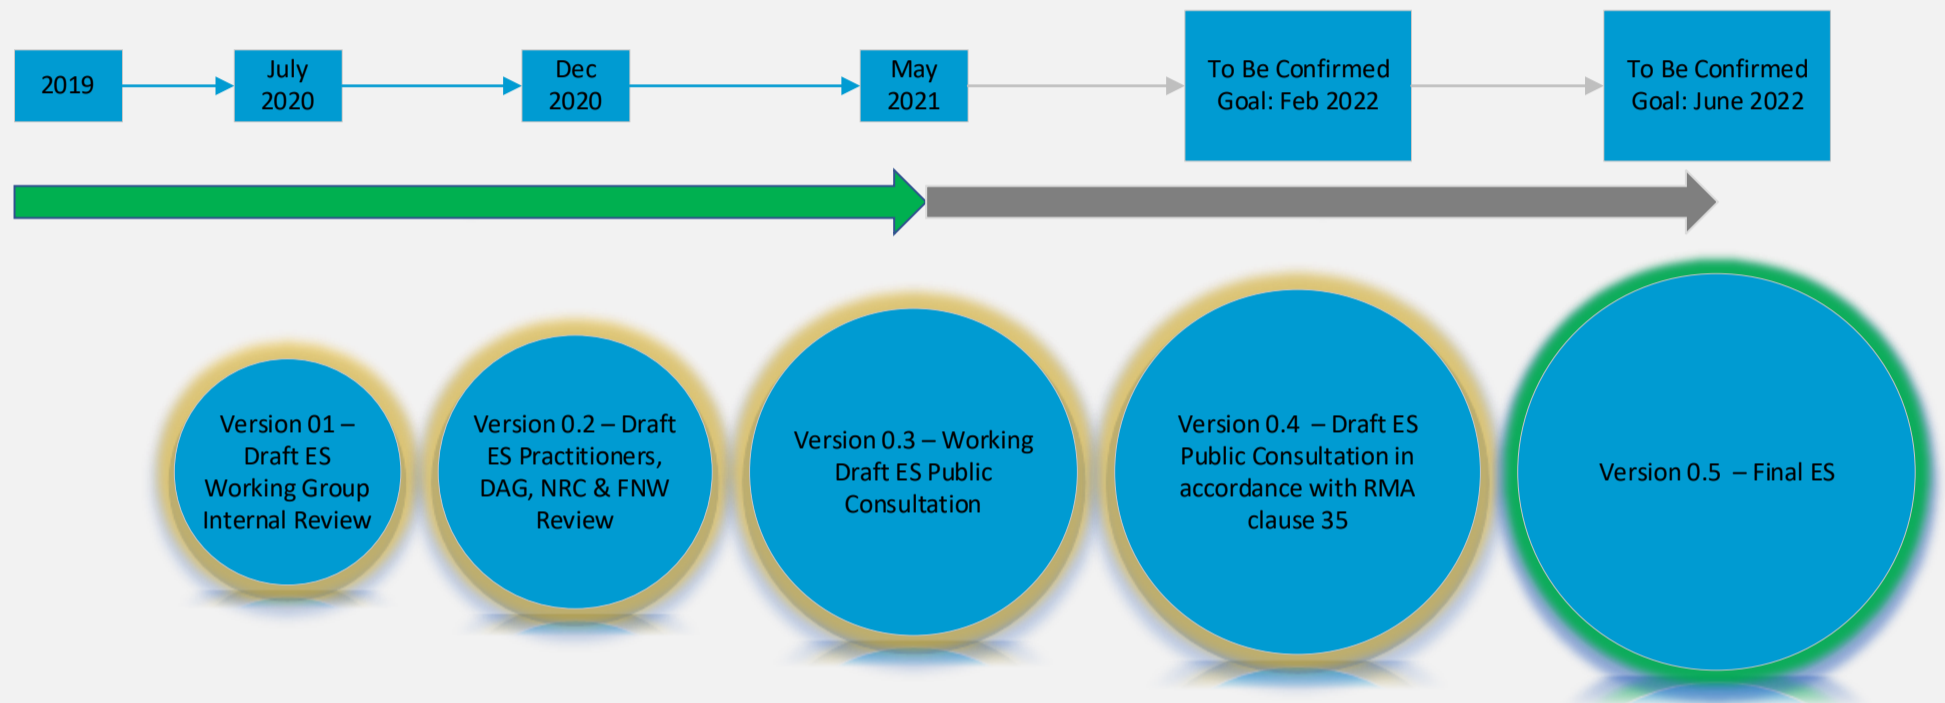 2019
July
2020
Dec
2020
May
2021
To Be Confirmed
Goal: Feb 2022
To Be Confirmed
Goal: June 2022
Version 01 –
Draft ES
Working Group
Internal Review
Version 0.2 – Draft
ES Practitioners,
DAG, NRC & FNW
Review
Version 0.3 – Working
Draft ES Public
Consultation
Version 0.4 – Draft ES
Public Consultation in
accordance with RMA
clause 35
Version 0.5 – Final ES